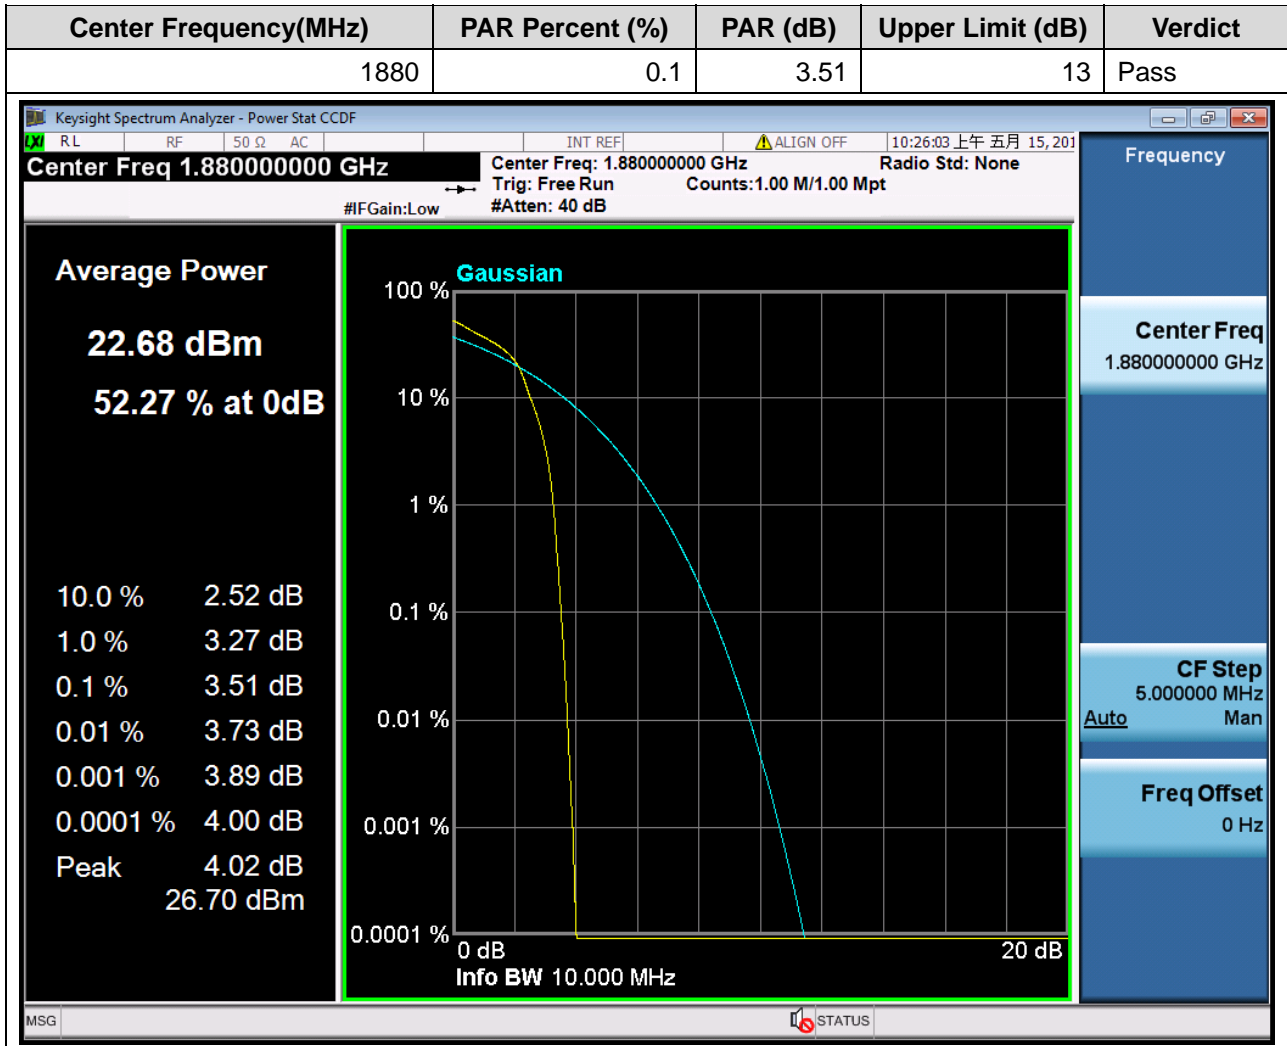 Center Frequency(MHz) PAR Percent (%) PAR (dB) Upper Limit (dB) Verdict
1880 0.1 3.51 13 Pass
Keysight Spectrum Analyzer - Power Stat CCDF
LXI RL RF 50 Ω AC INT REF ALIGN OFF 10:26:03 上午 五月 15, 201
Center Freq 1.880000000 GHz
Center Freq: 1.880000000 GHz Radio Std: None
Trig: Free Run Counts:1.00 M/1.00 Mpt
#IFGain:Low #Atten: 40 dB
Average Power
22.68 dBm
52.27 % at 0dB
10.0 % 2.52 dB
1.0 % 3.27 dB
0.1 % 3.51 dB
0.01 % 3.73 dB
0.001 % 3.89 dB
0.0001 % 4.00 dB
Peak 4.02 dB
26.70 dBm
Gaussian
100 %
10 %
1 %
0.1 %
0.01 %
0.001 %
0.0001 %
0 dB 20 dB
Info BW 10.000 MHz
Frequency
Center Freq
1.880000000 GHz
CF Step
5.000000 MHz
Auto Man
Freq Offset
0 Hz
MSG STATUS